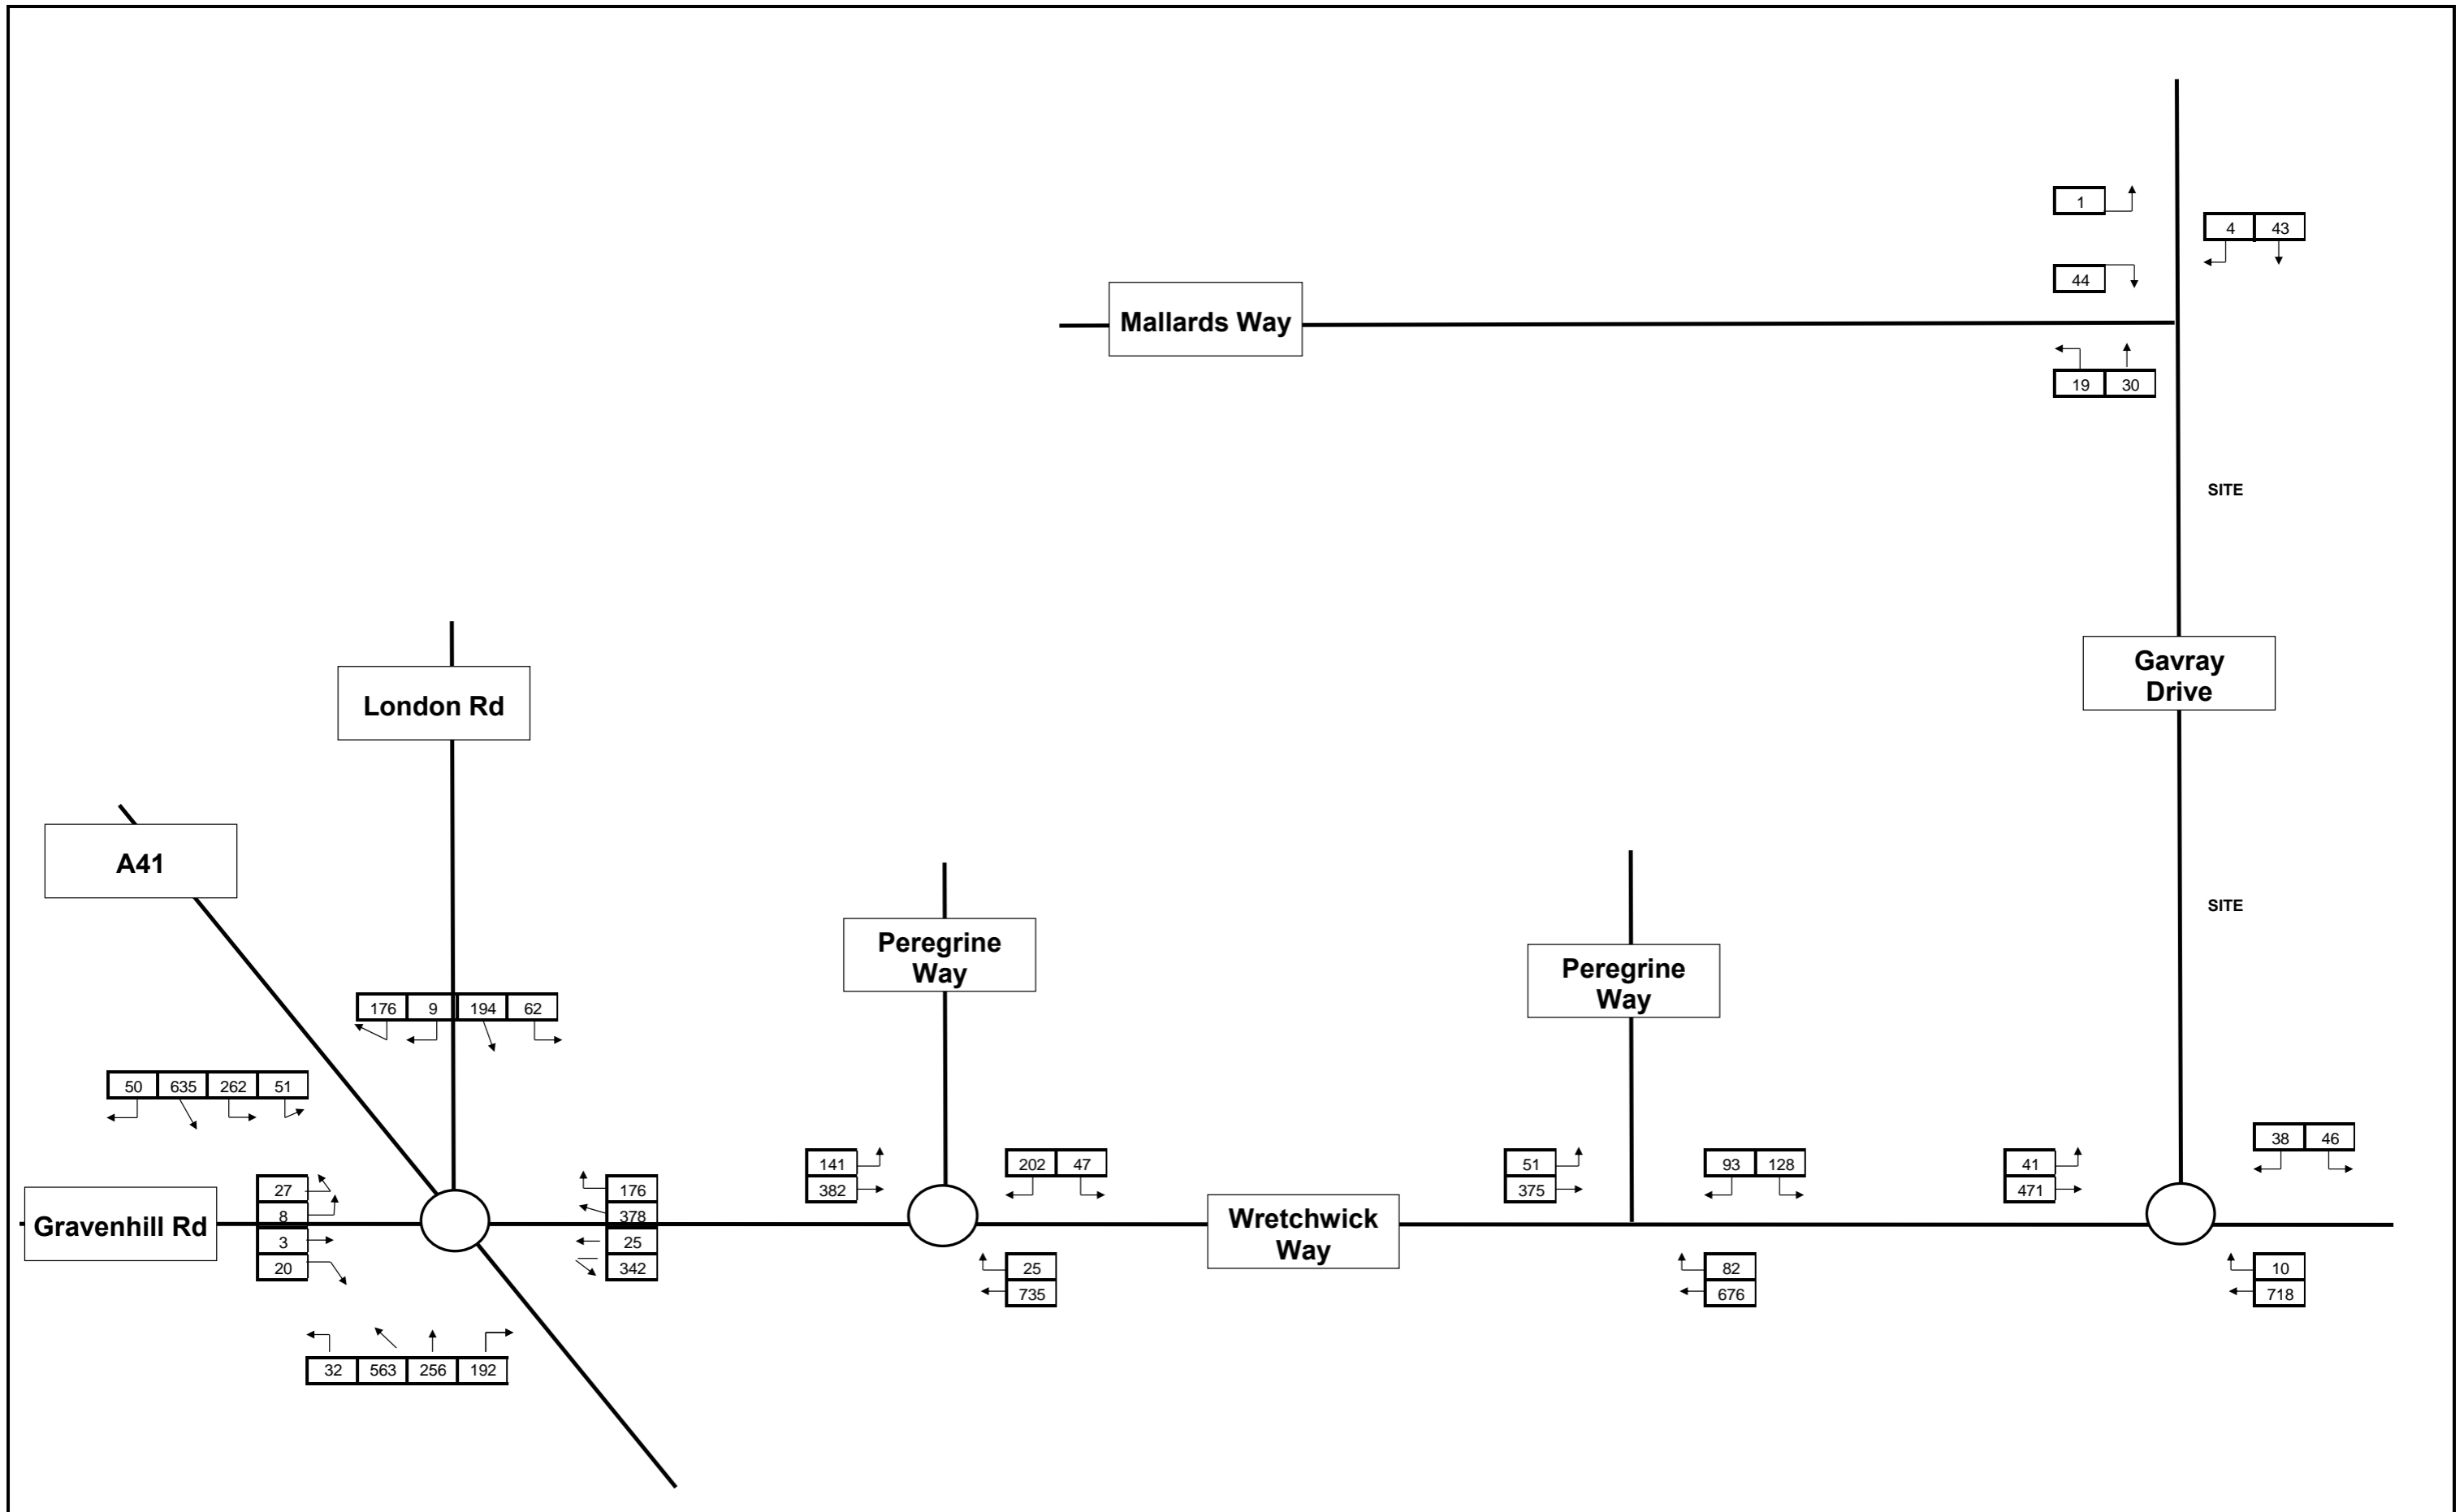 1
4 43
44
Mallards Way
19 30
SITE
Gavray
Drive
London Rd
A41
SITE
Peregrine
Way
Peregrine
Way
176 9 194 62
50 635 262 51
141
382
202 47
51
375
93 128
41
471
38 46
27
8
3
20
Gravenhill Rd
176
378
25
342
Wretchwick
Way
25
735
82
676
10
718
32 563 256 192